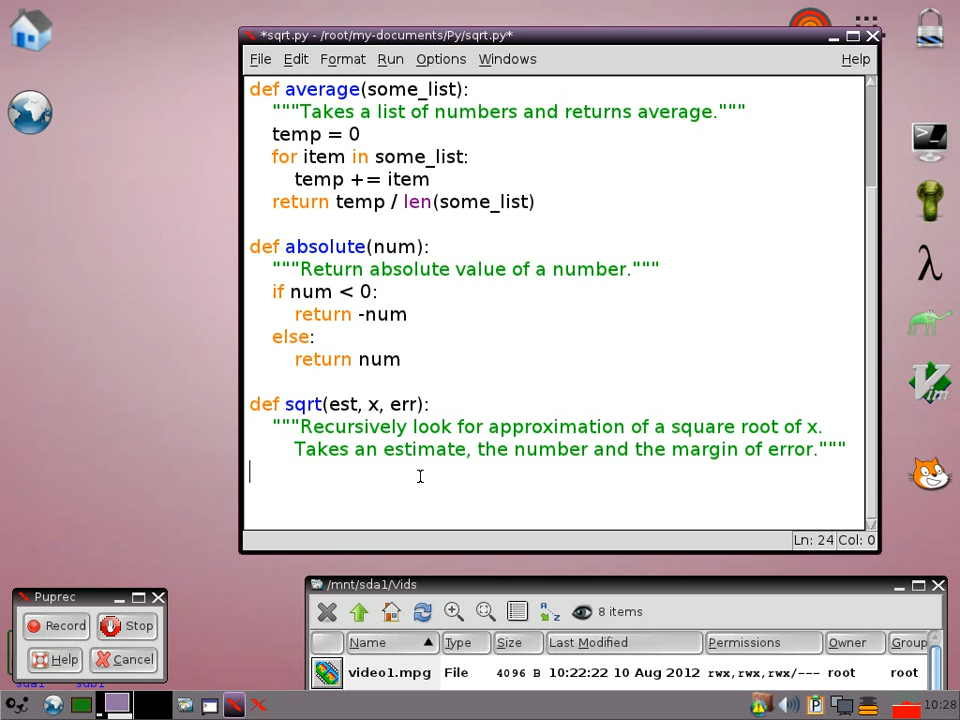 *sqrt.py - /root/my-documents/Py/sqrt.py*
File Edit Format Run Options Windows Help
def average(some_list):
"""Takes a list of numbers and returns average."""
temp = 0
for item in some_list:
temp += item
return temp / len(some_list)
def absolute(num):
"""Return absolute value of a number."""
if num < 0:
return -num
else:
return num
def sqrt(est, x, err):
"""Recursively look for approximation of a square root of x.
Takes an estimate, the number and the margin of error."""
Ln: 24 Col: 0
Puprec
Record Stop
Help Cancel
/mnt/sda1/Vids
8 items
Name Type Size Last Modified Permissions Owner Group
video1.mpg File 4096 B 10:22:22 10 Aug 2012 rwx,rwx,rwx/--- root root
10:28